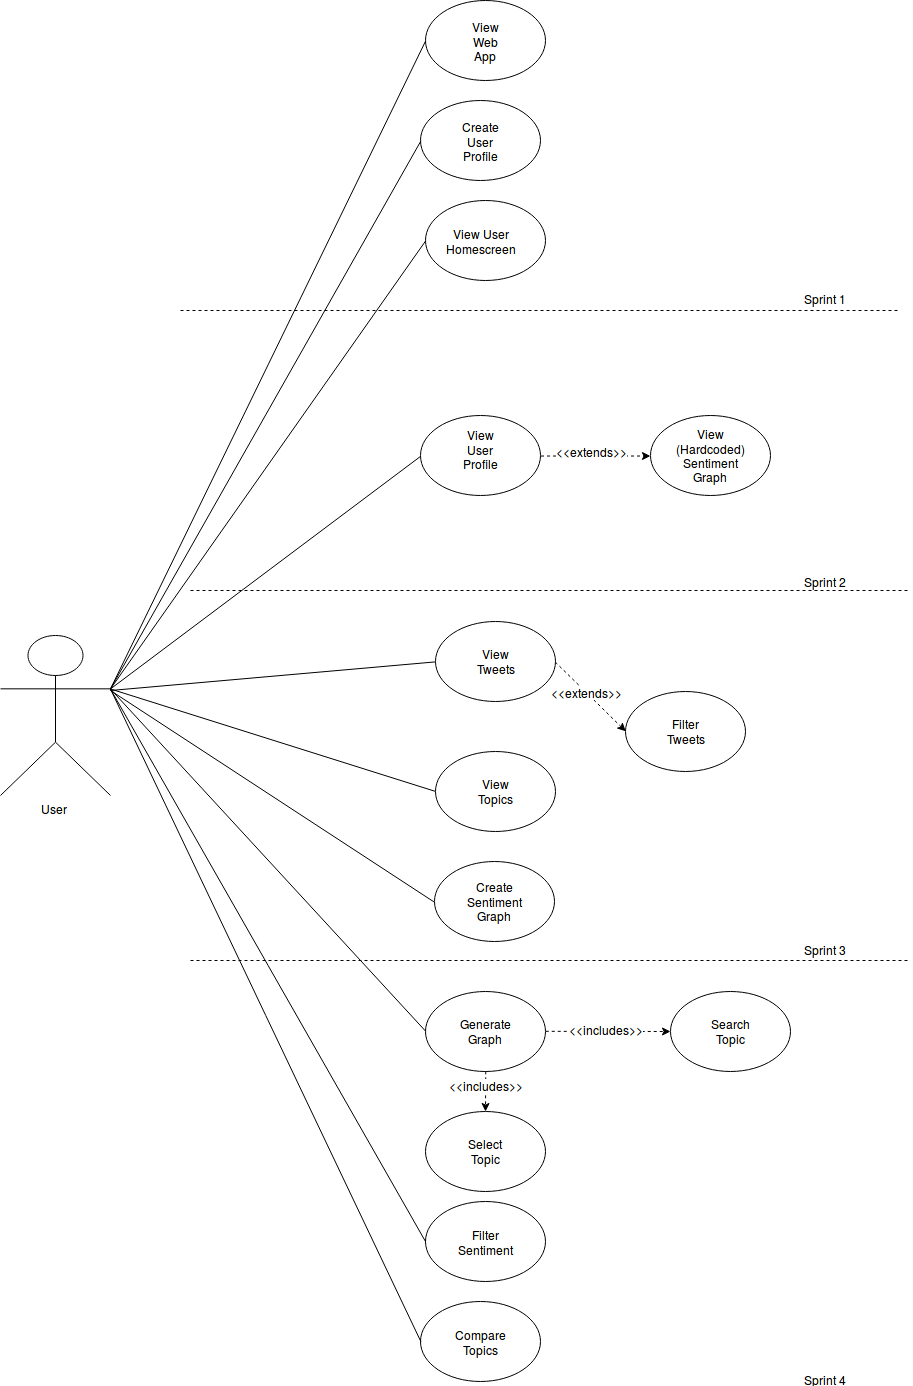 View
Web
App
Create
User
Profile
View User
Homescreen
Sprint 1
View
User
Profile
<<extends>>
View
(Hardcoded)
Sentiment
Graph
Sprint 2
View
Tweets
<<extends>>
Filter
Tweets
View
Topics
User
Create
Sentiment
Graph
Sprint 3
Generate
Graph
<<includes>>
Search
Topic
<<includes>>
Select
Topic
Filter
Sentiment
Compare
Topics
Sprint 4